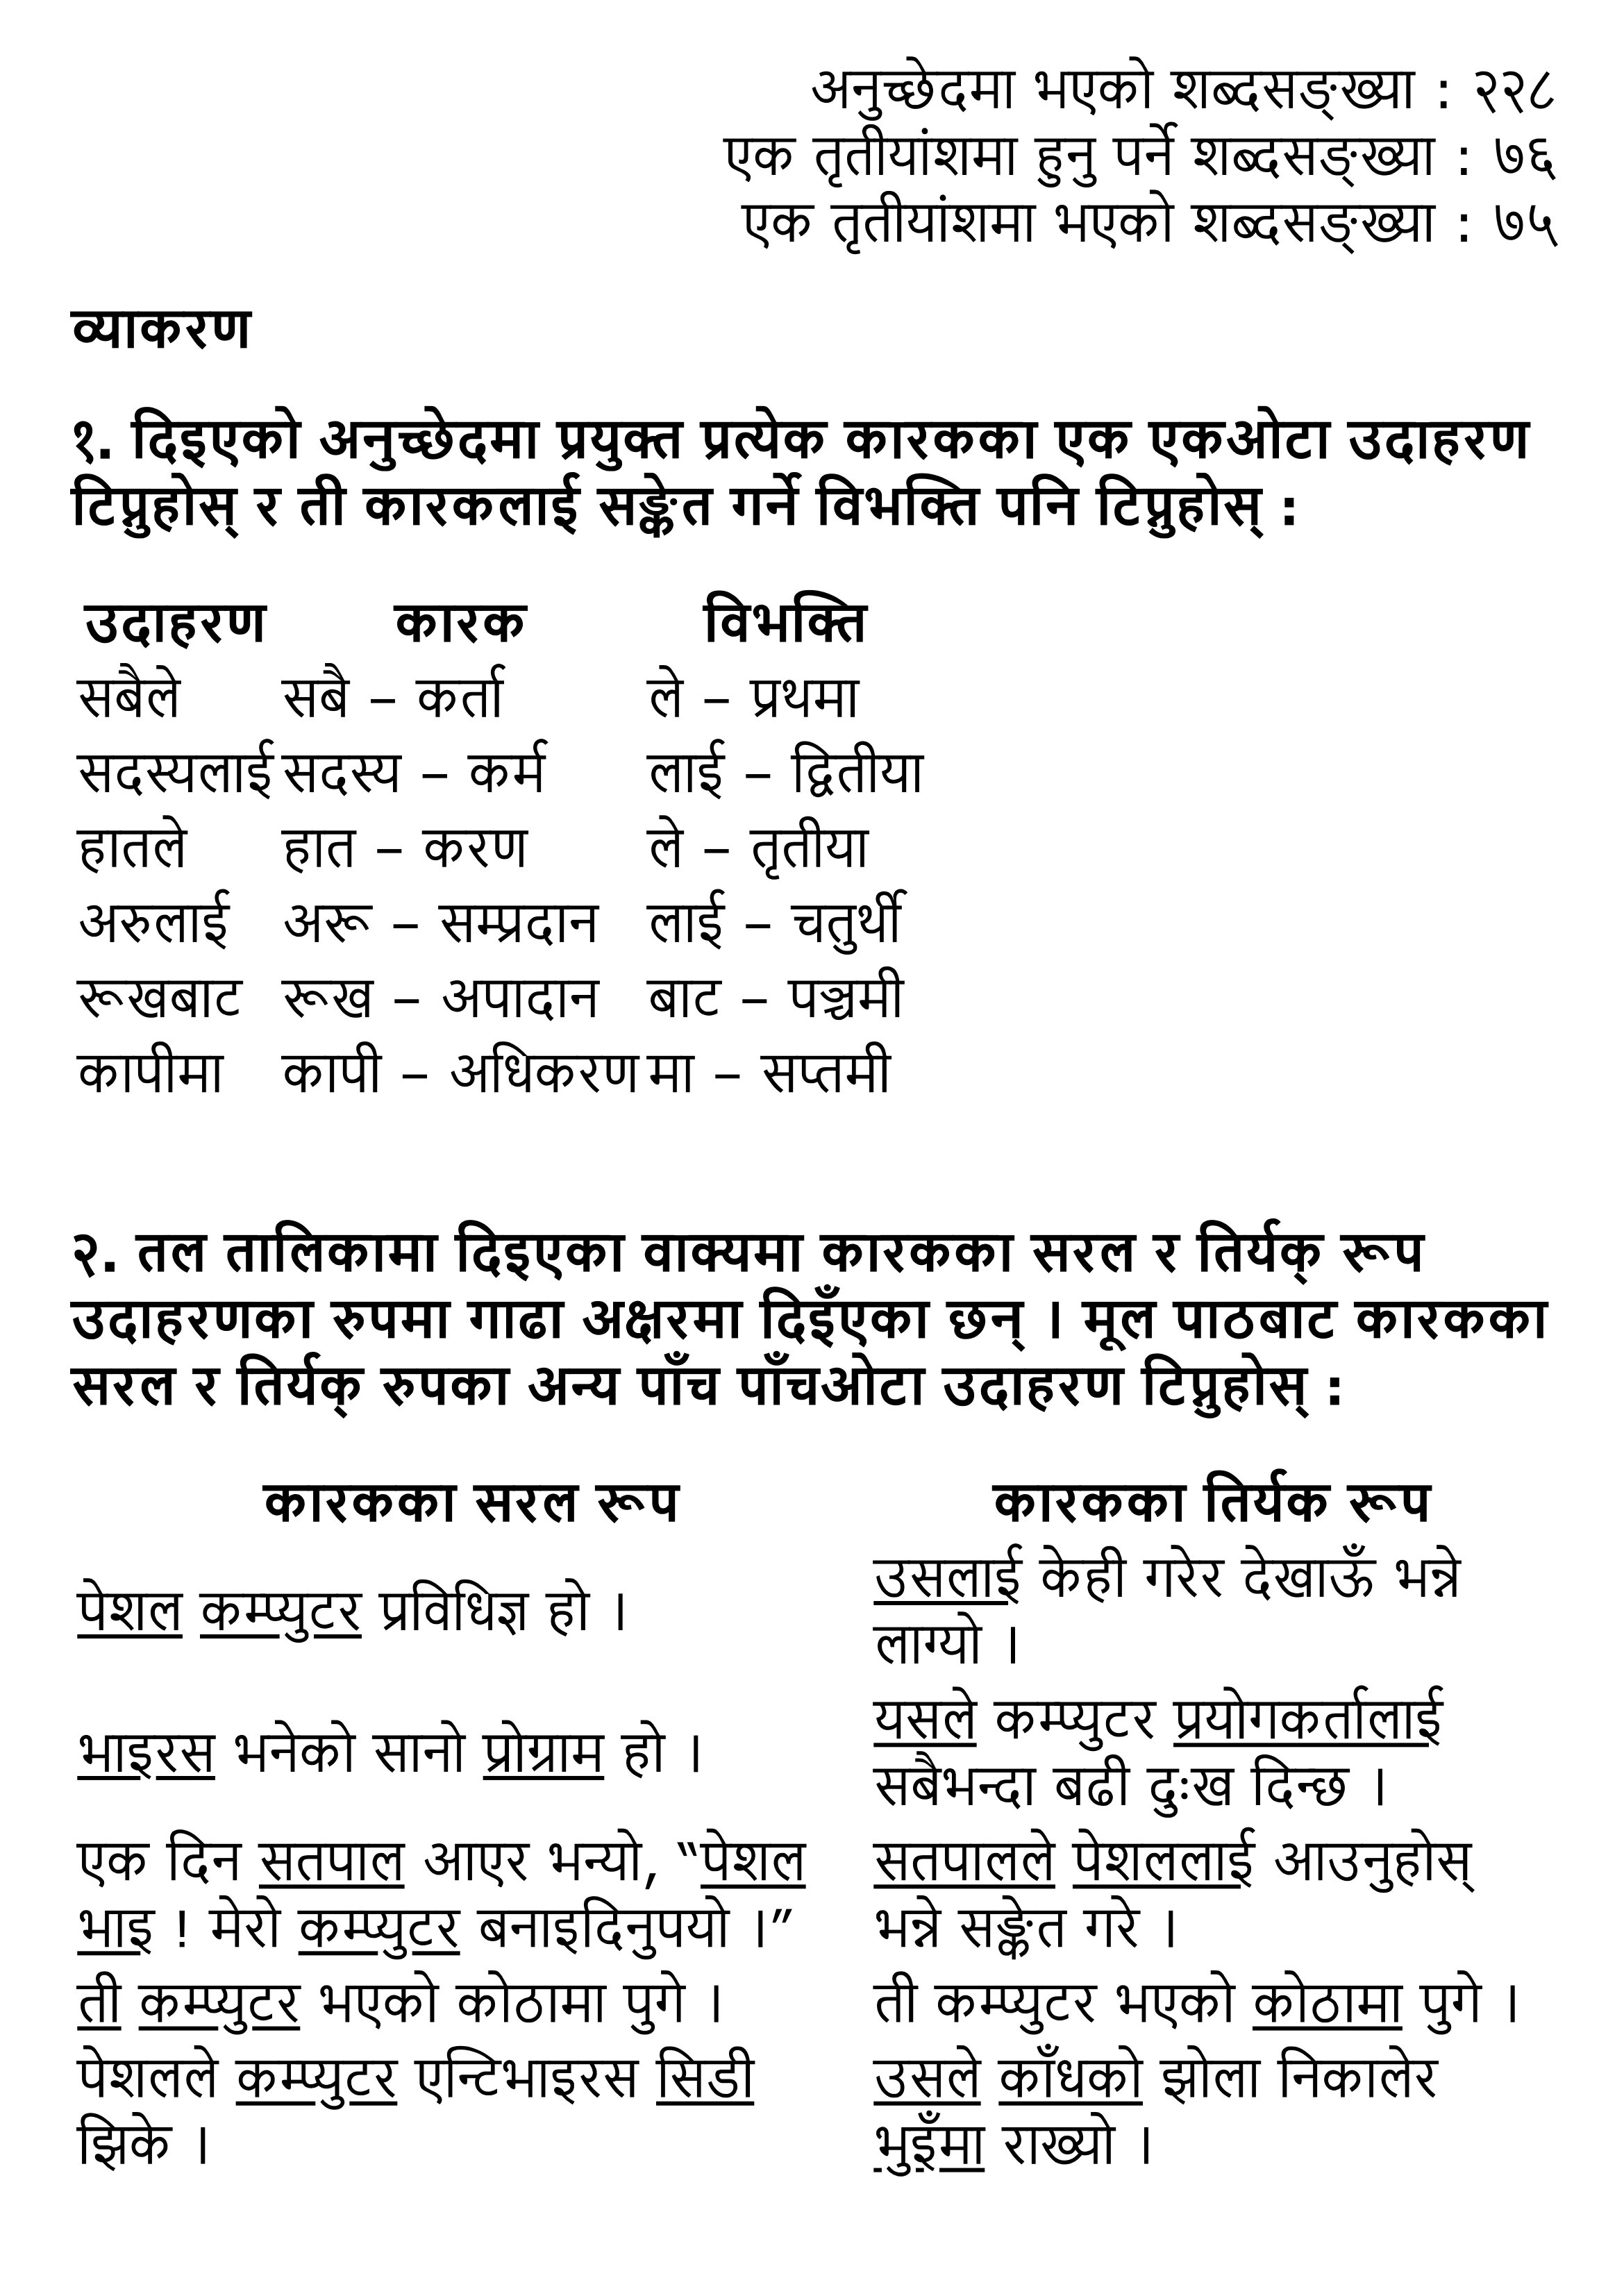 अनुच्छेदमा भएको शब्दसङ्ख्या : २२८
एक तृतीयांशमा हुनु पर्ने शब्दसङ्ख्या : ७६
एक तृतीयांशमा भएको शब्दसङ्ख्या : ७५
व्याकरण
१. दिइएको अनुच्छेदमा प्रयुक्त प्रत्येक कारकका एक एकओटा उदाहरण
टिप्नुहोस् र ती कारकलाई सङ्केत गर्ने विभक्ति पनि टिप्नुहोस् :
उदाहरण कारक विभक्ति
सबैले सबै – कर्ता ले – प्रथमा
सदस्यलाई सदस्य – कर्म लाई – द्वितीया
हातले हात – करण ले – तृतीया
अरुलाई अरू – सम्प्रदान लाई – चतुर्थी
रूखबाट रूख – अपादान बाट – पञ्चमी
कापीमा कापी – अधिकरण मा – सप्तमी
२. तल तालिकामा दिइएका वाक्यमा कारकका सरल र तिर्यक् रूप
उदाहरणका रुपमा गाढा अक्षरमा दिइँएका छन् । मूल पाठबाट कारकका
सरल र तिर्यक् रुपका अन्य पाँच पाँचओटा उदाहरण टिप्नुहोस् :
कारकका सरल रूप कारकका तिर्यक रूप
पेशल कम्प्युटर प्रविधिज्ञ हो । उसलाई केही गरेर देखाऊँ भन्ने
लाग्यो ।
भाइरस भनेको सानो प्रोग्राम हो । यसले कम्प्युटर प्रयोगकर्तालाई
सबैभन्दा बढी दुःख दिन्छ ।
एक दिन सतपाल आएर भन्यो, “पेशल सतपालले पेशललाई आउनुहोस्
भाइ ! मेरो कम्प्युटर बनाइदिनुपयो ।” भन्ने सङ्केत गरे ।
ती कम्प्युटर भएको कोठामा पुगे । ती कम्प्युटर भएको कोठामा पुगे ।
पेशलले कम्प्युटर एन्टिभाइरस सिडी उसले काँधको झोला निकालेर
झिके । भुइँमा राख्यो ।